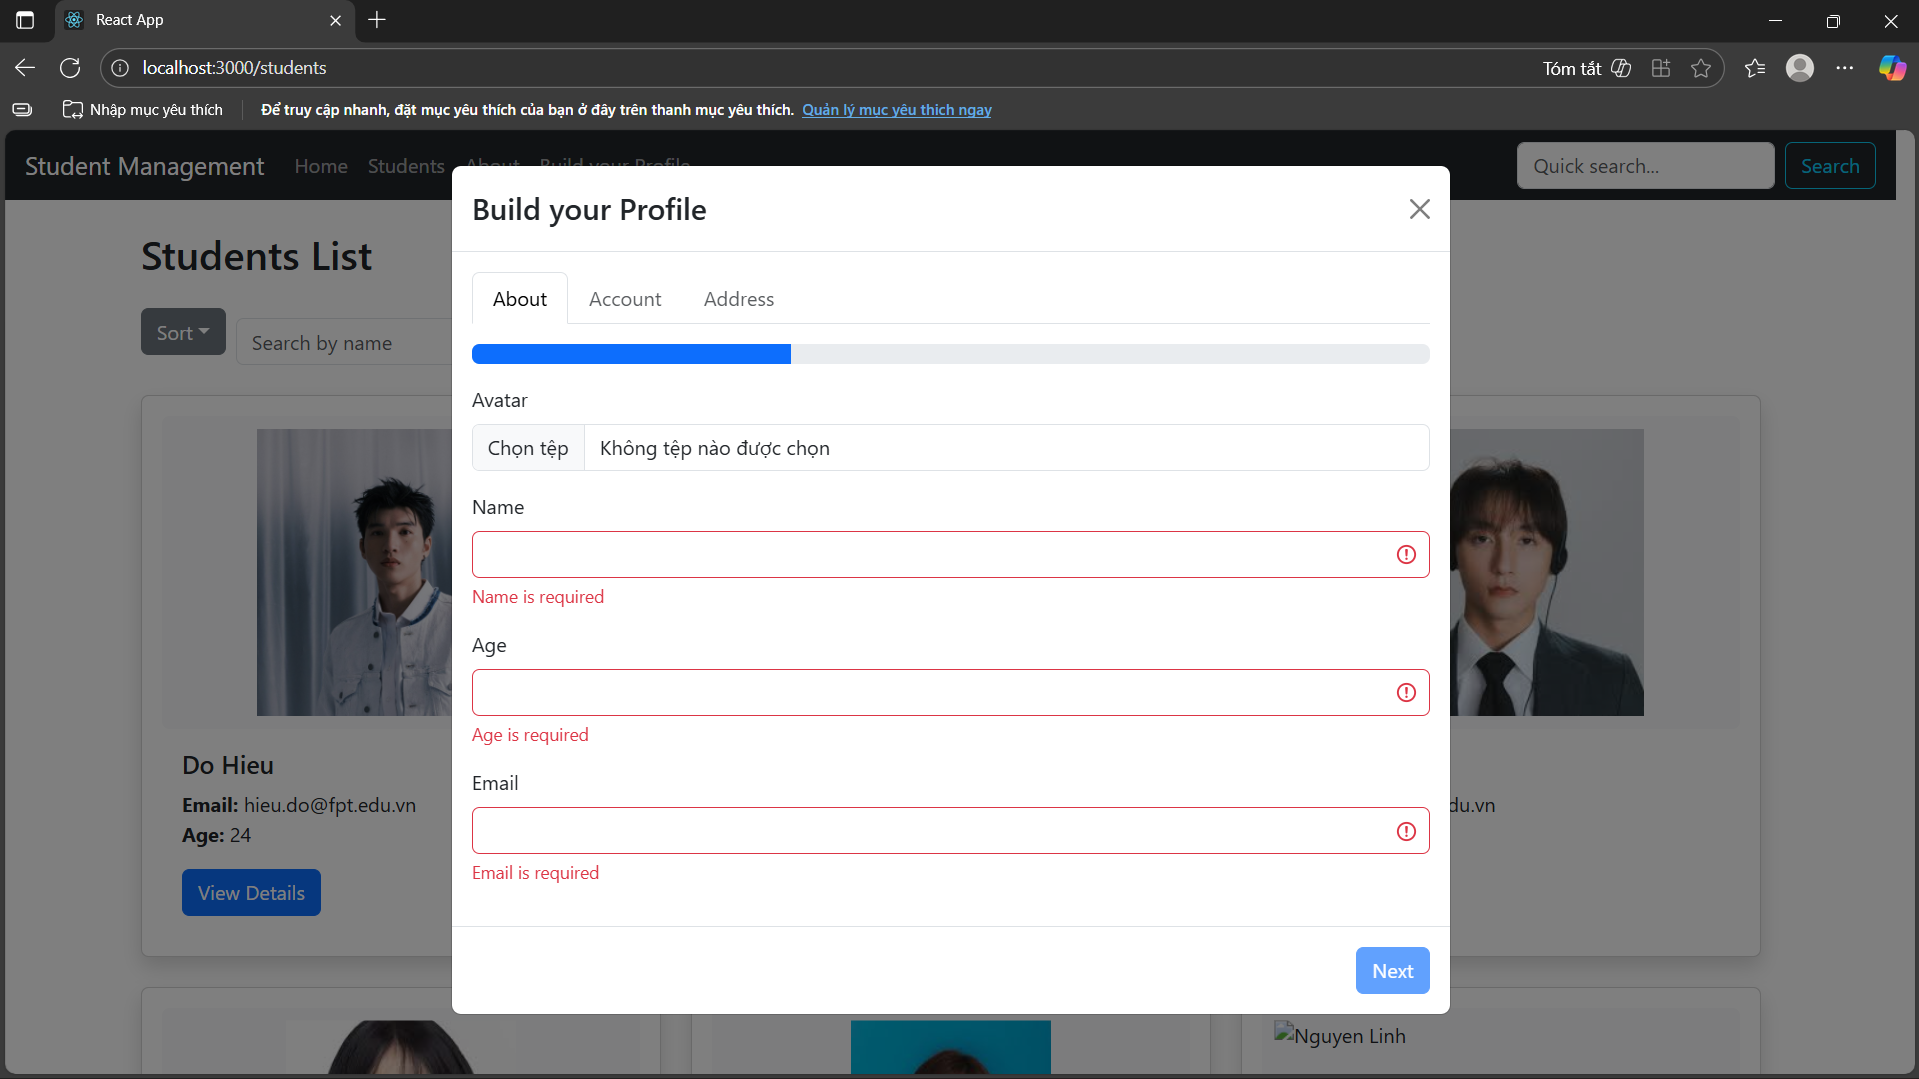 React App
localhost:3000/students
Tóm tắt
Nhập mục yêu thích
Để truy cập nhanh, đặt mục yêu thích của bạn ở đây trên thanh mục yêu thích. Quản lý mục yêu thích ngay
Student Management Home Students About Build your Profile
Quick search...
Search
Students List
Sort
Search by name
Do Hieu
Email: hieu.do@fpt.edu.vn
Age: 24
View Details
du.vn
Nguyen Linh
Build your Profile
About Account Address
Avatar
Chọn tệp Không tệp nào được chọn
Name
Name is required
Age
Age is required
Email
Email is required
Next